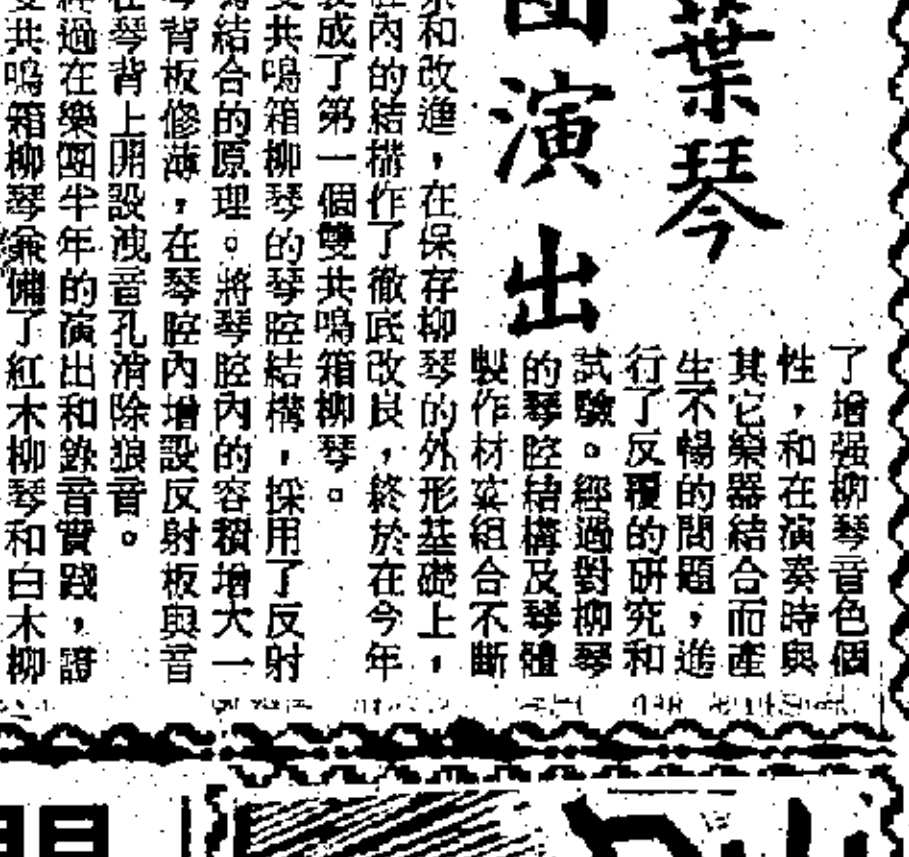 葉琴
團演出
了增强柳琴音色個
性，和在演奏時與
其它樂器結合而產
生不暢的問題，進
行了反覆的研究和
試驗。經過對柳琴
的琴腔結構及琴體
製作材葉組合不斷
和改進，在保存柳琴的外形基礎上，
內的結構作了徹底改良，終於在今年
成了第一個雙共鳴箱柳琴。
共鳴箱柳琴的琴腔結構，採用了反射
結合的原理。將琴腔內的容積增大一
背板修薄，在琴腔內增設反射板與音
在琴背上開設洩音孔消除狼音。
經過在樂團半年的演出和錄音實踐，證
雙共鳴箱柳琴兼備了紅木柳琴和白木柳